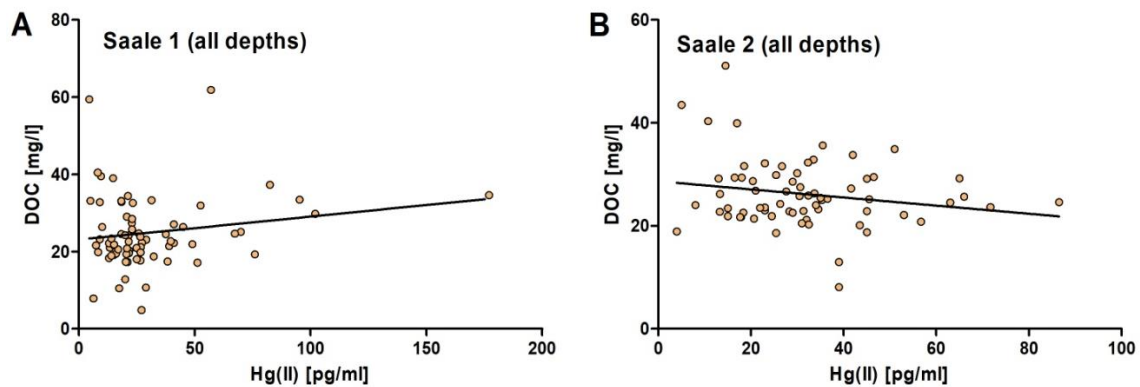 A
Saale 1 (all depths)
80
60
40
20
0
DOC [mg/l]
0 50 100 150 200
Hg(II) [pg/ml]
B
Saale 2 (all depths)
60
40
20
0
DOC [mg/l]
0 20 40 60 80 100
Hg(II) [pg/ml]